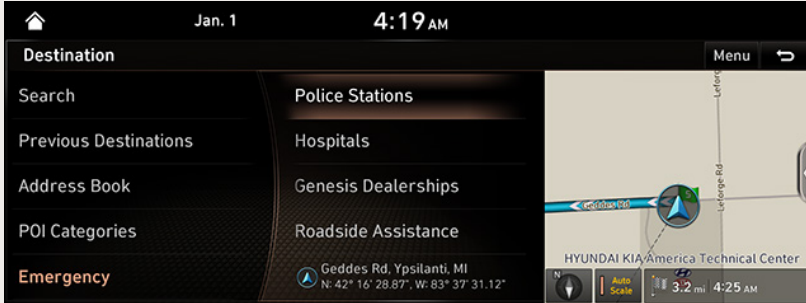 Jan. 1
4:19 AM
Destination
Menu
Search
Police Stations
Previous Destinations
Hospitals
Address Book
Genesis Dealerships
POI Categories
Roadside Assistance
Emergency
Geddes Rd, Ypsilanti, MI
N: 42° 16' 28.87", W: 83° 37' 31.12"
Leforge
Leforge Rd
Geddes Rd
HYUNDAI KIA America Technical Center
N
Auto
Scale
3.2 mi 4:25 AM